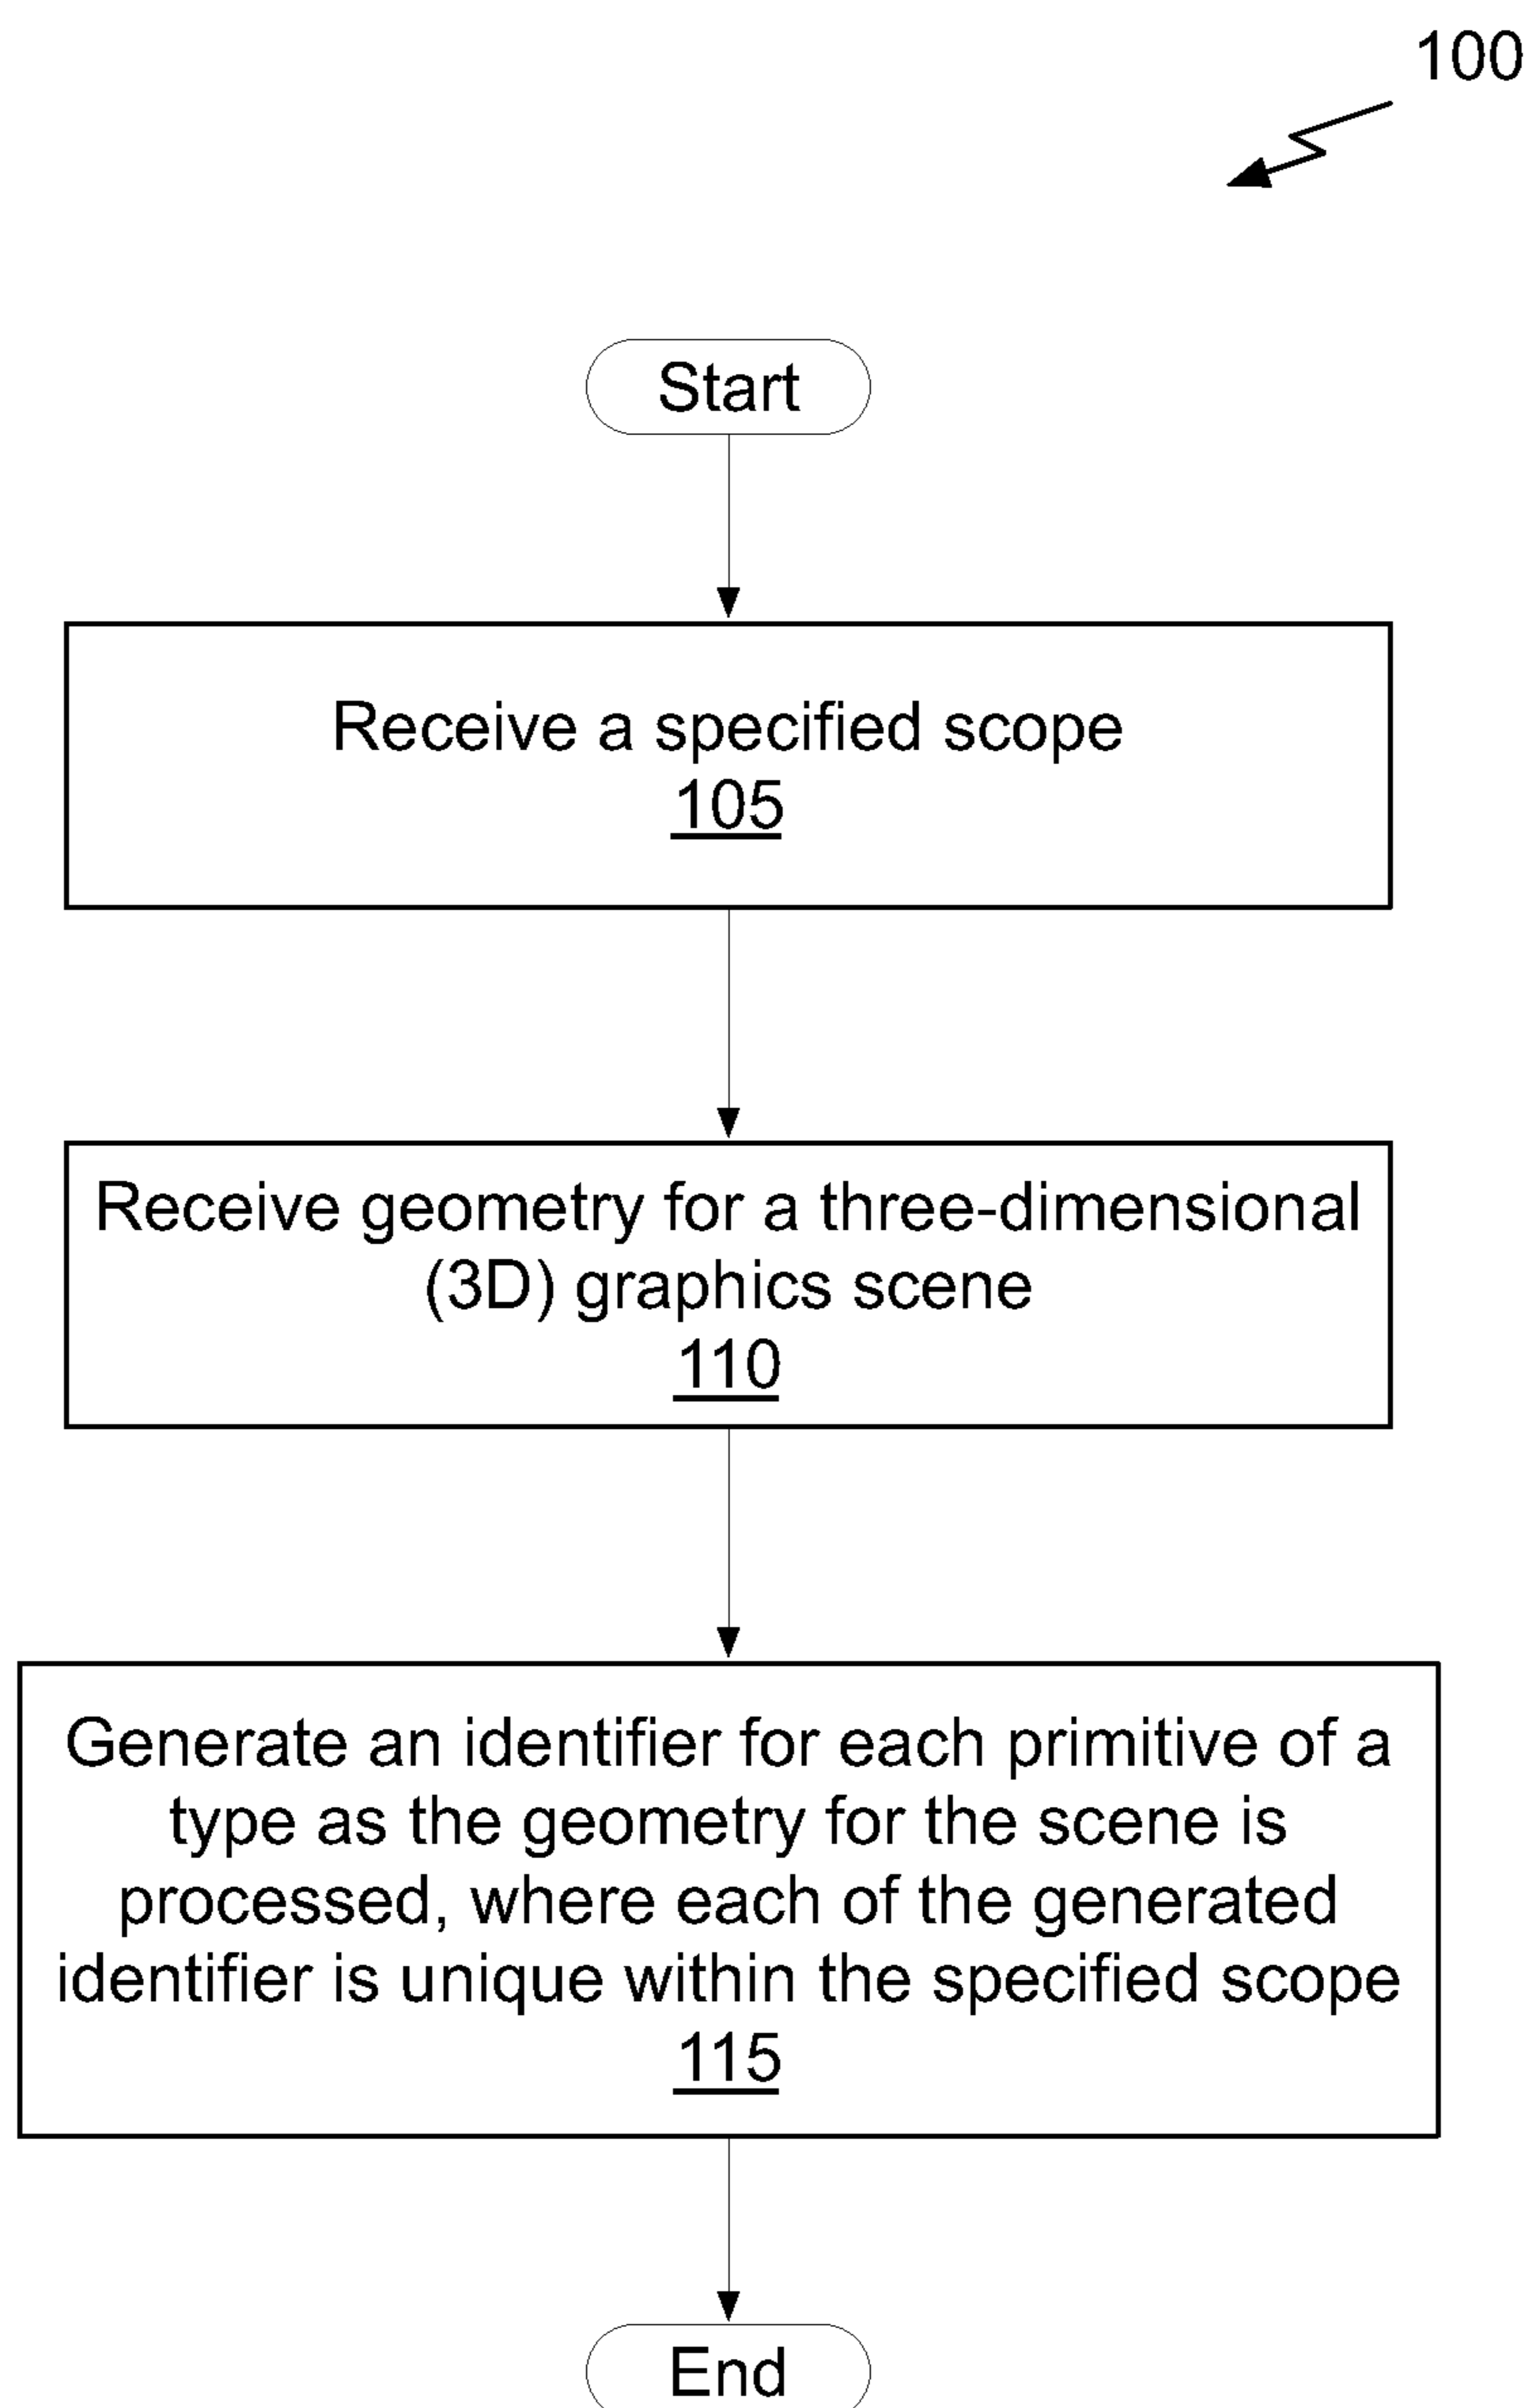 100
Start
Receive a specified scope
105
Receive geometry for a three-dimensional
(3D) graphics scene
110
Generate an identifier for each primitive of a
type as the geometry for the scene is
processed, where each of the generated
identifier is unique within the specified scope
115
End